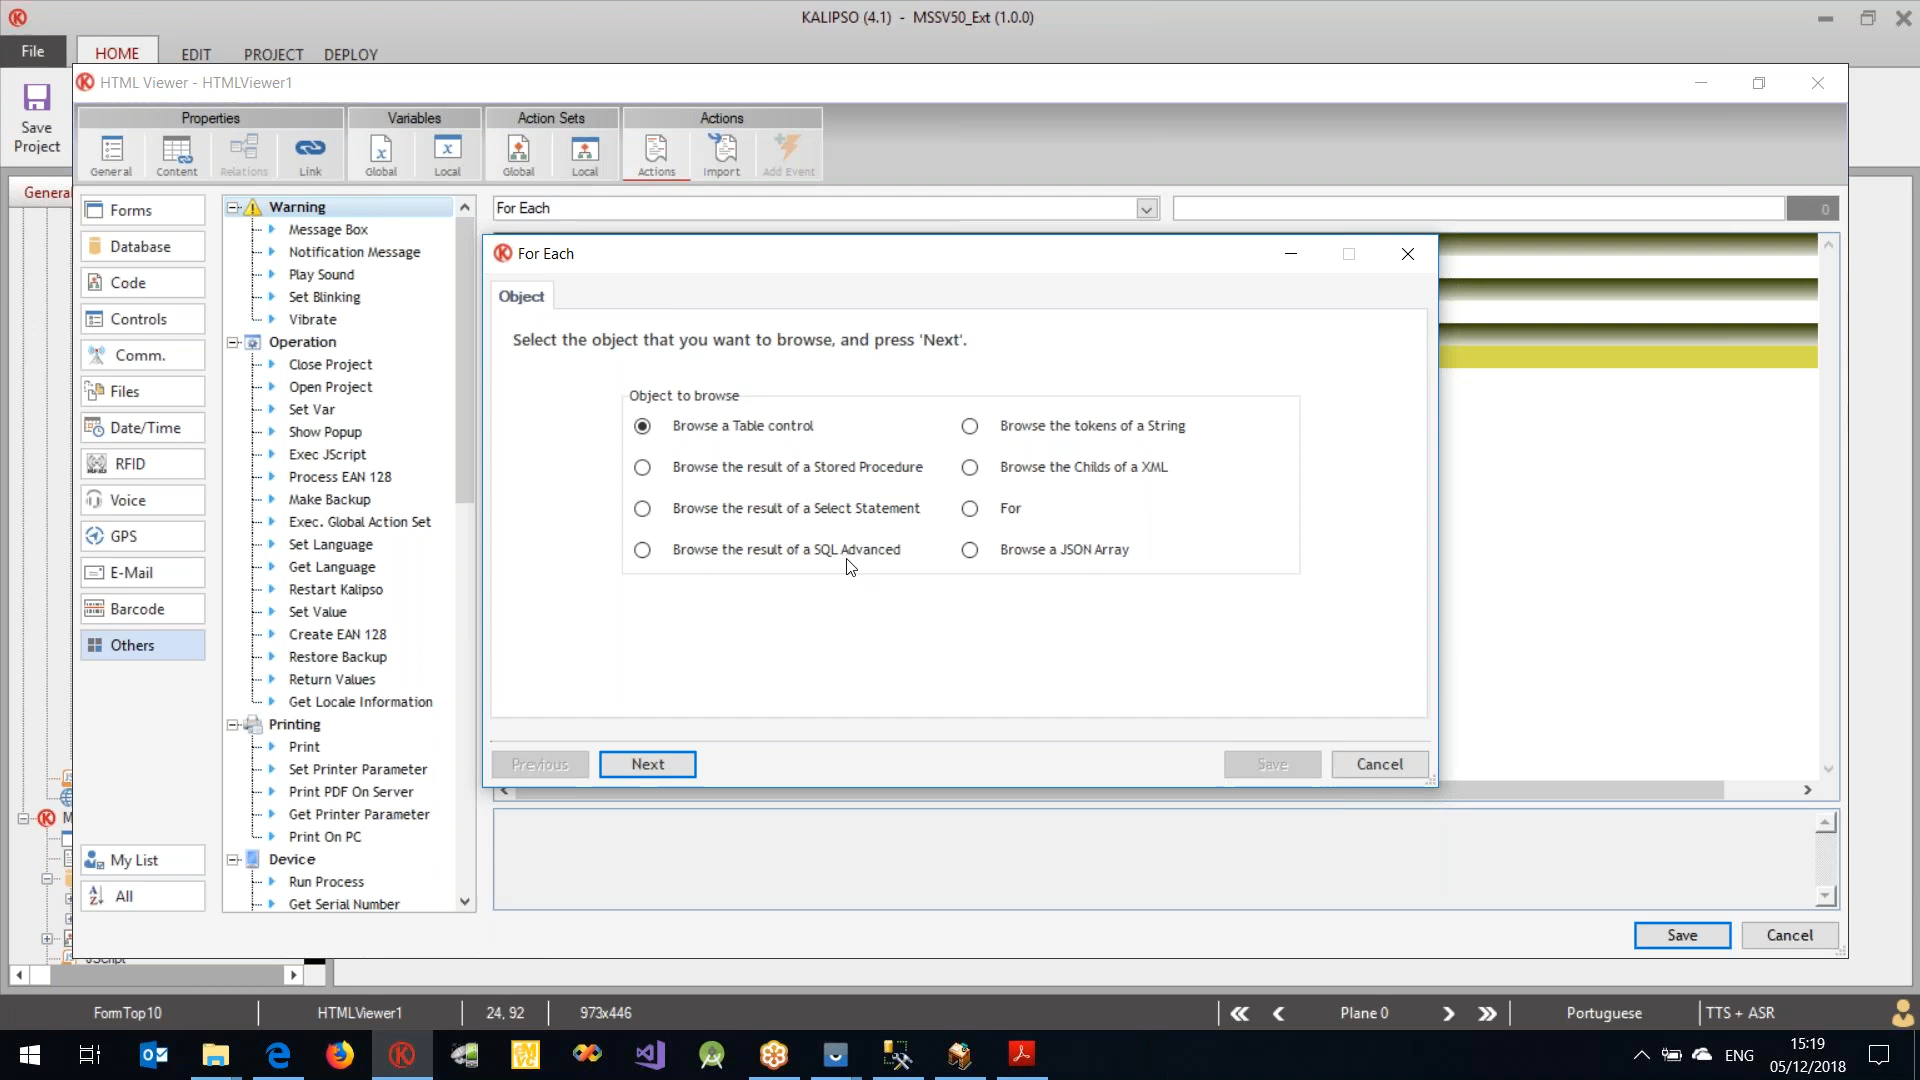 KALIPSO (4.1) - MSSV50_Ext (1.0.0)
File
HOME
EDIT
PROJECT
DEPLOY
HTML Viewer - HTMLViewer1
Save
Project
Properties
Variables
Action Sets
Actions
General
Content
Relations
Link
Global
Local
Global
Local
Actions
Import
Add Event
General
Forms
Database
Code
Controls
Comm.
Files
Date/Time
RFID
Voice
GPS
E-Mail
Barcode
Others
My List
All
Warning
Message Box
Notification Message
Play Sound
Set Blinking
Vibrate
Operation
Close Project
Open Project
Set Var
Show Popup
Exec JScript
Process EAN 128
Make Backup
Exec. Global Action Set
Set Language
Get Language
Restart Kalipso
Set Value
Create EAN 128
Restore Backup
Return Values
Get Locale Information
Printing
Print
Set Printer Parameter
Print PDF On Server
Get Printer Parameter
Print On PC
Device
Run Process
Get Serial Number
For Each
0
For Each
Object
Select the object that you want to browse, and press 'Next'.
Object to browse
Browse a Table control
Browse the tokens of a String
Browse the result of a Stored Procedure
Browse the Childs of a XML
Browse the result of a Select Statement
For
Browse the result of a SQL Advanced
Browse a JSON Array
Previous
Next
Save
Cancel
Save
Cancel
JScript
FormTop10
HTMLViewer1
24, 92
973x446
Plane 0
Portuguese
TTS + ASR
ENG
15:19
05/12/2018